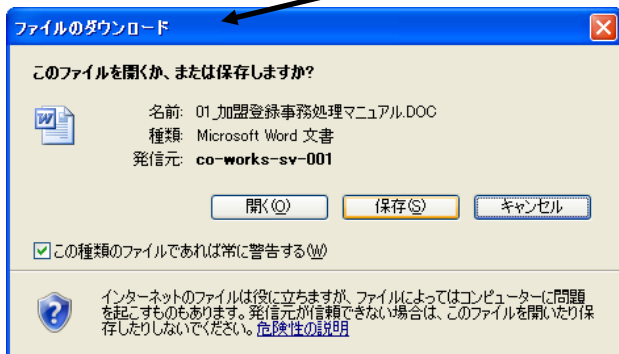 ファイルのダウンロード
このファイルを開くか、または保存しますか?
名前: 01_加盟登録事務処理マニュアル.DOC
種類: Microsoft Word 文書
発信元: co-works-sv-001
開く(O) 保存(S) キャンセル
この種類のファイルであれば常に警告する(W)
インターネットのファイルは役に立ちますが、ファイルによってはコンピューターに問題
を起こすものもあります。発信元が信頼できない場合は、このファイルを開いたり保
存したりしないでください。危険性の説明